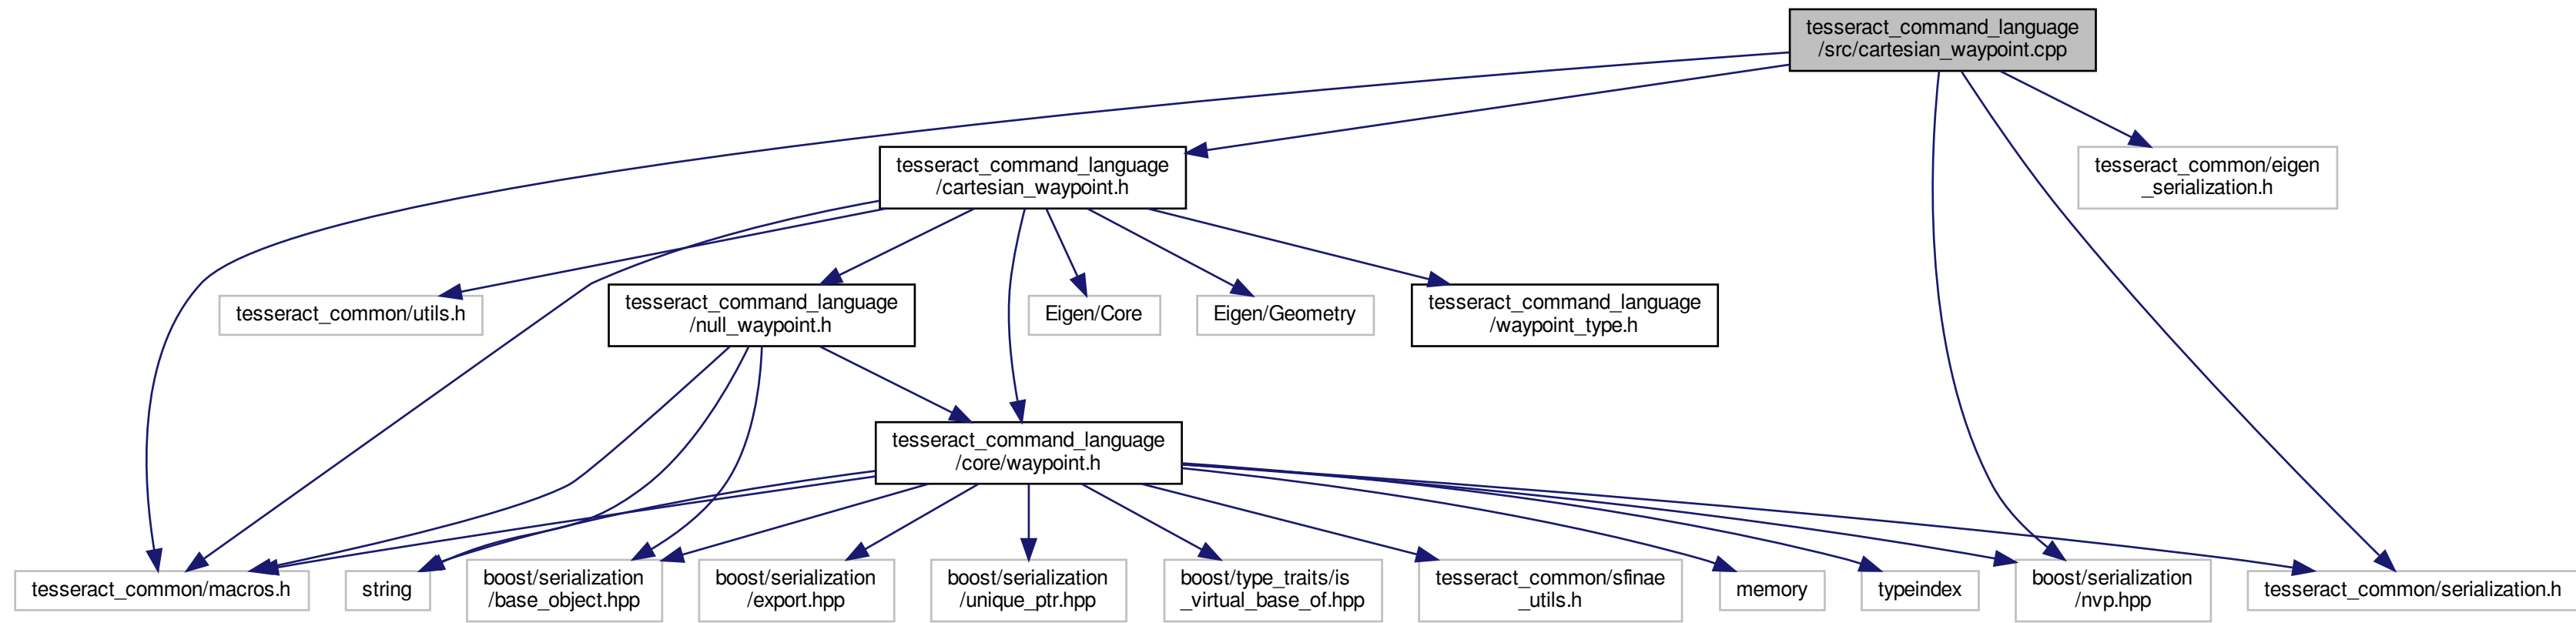 tesseract_command_language
/src/cartesian_waypoint.cpp
tesseract_command_language
/cartesian_waypoint.h
tesseract_common/eigen
_serialization.h
tesseract_common/utils.h
tesseract_command_language
/null_waypoint.h
Eigen/Core
Eigen/Geometry
tesseract_command_language
/waypoint_type.h
tesseract_command_language
/core/waypoint.h
tesseract_common/macros.h
string
boost/serialization
/base_object.hpp
boost/serialization
/export.hpp
boost/serialization
/unique_ptr.hpp
boost/type_traits/is
_virtual_base_of.hpp
tesseract_common/sfinae
_utils.h
memory
typeindex
boost/serialization
/nvp.hpp
tesseract_common/serialization.h